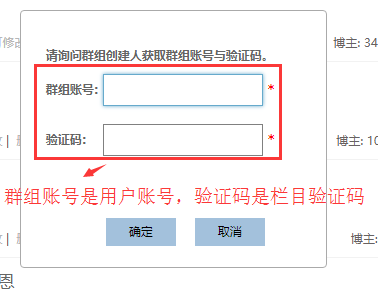 请询问群组创建人获取群组账号与验证码。
修改
博主: 34
群组账号: *
验证码: *
博主: 10
群组账号是用户账号，验证码是栏目验证码
确定 取消
博主:
恩